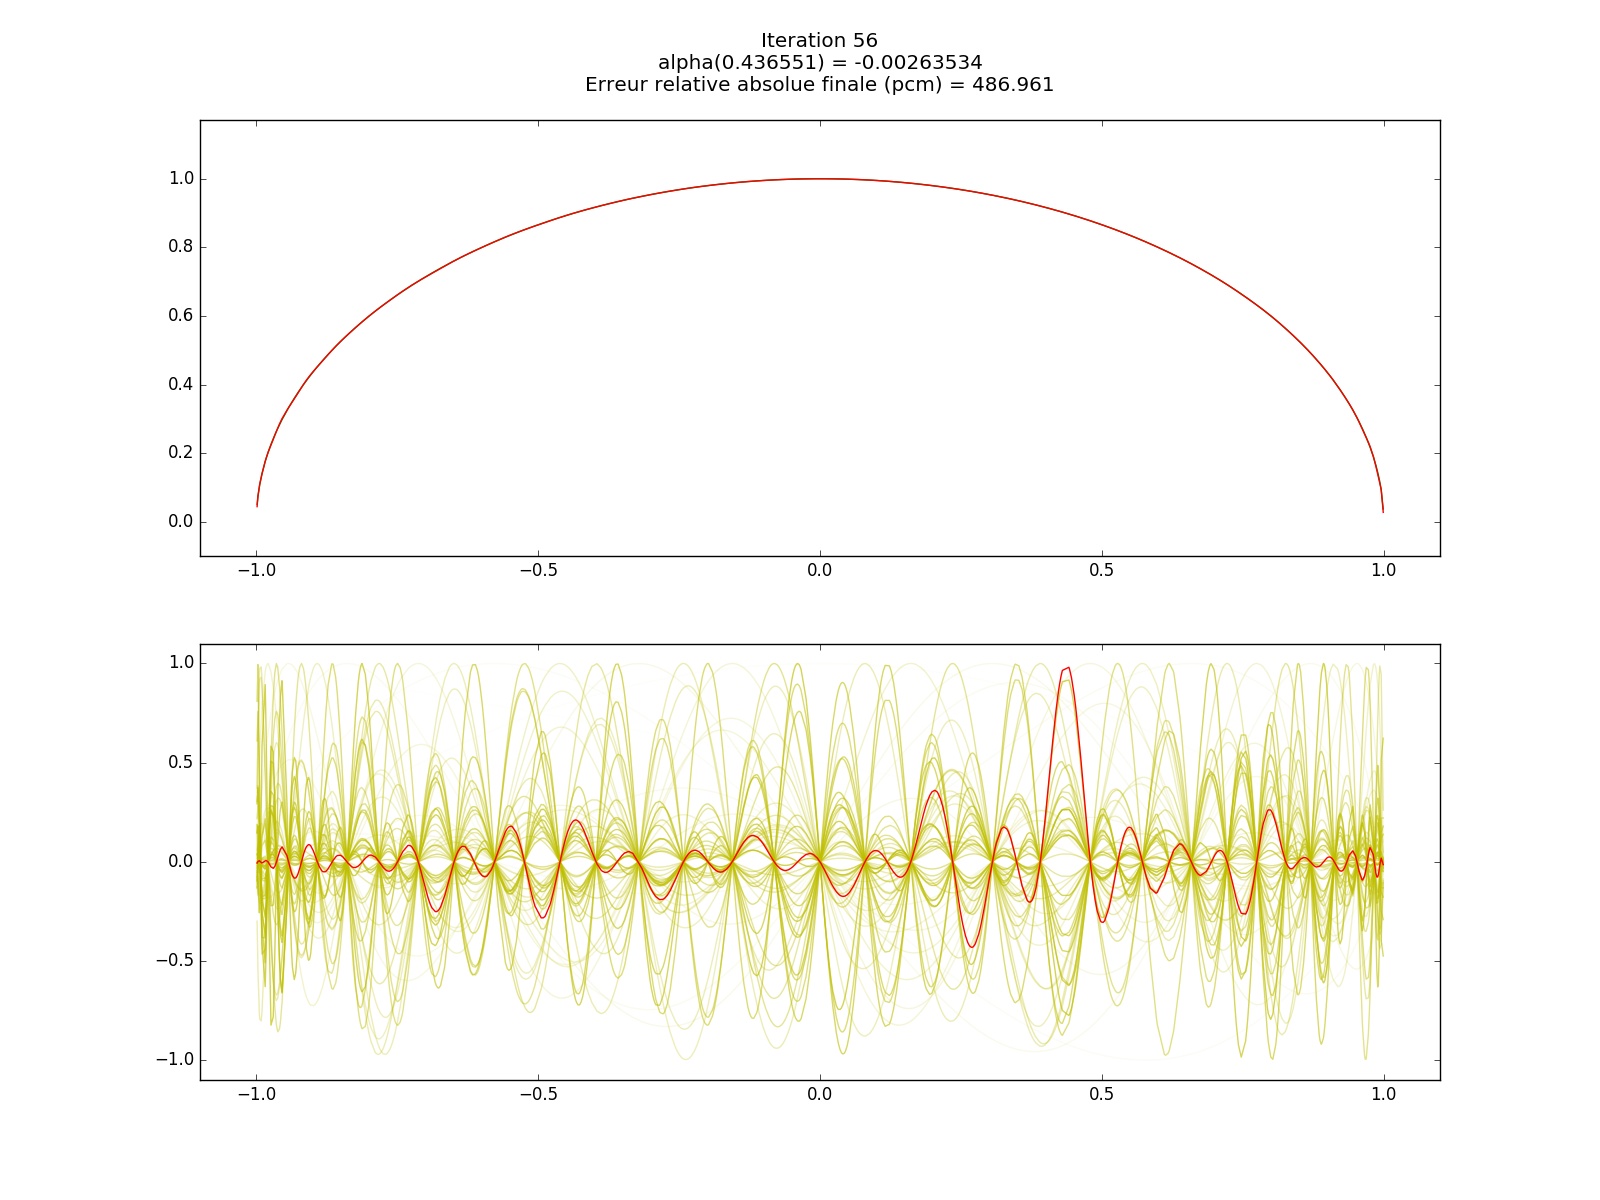 Iteration 56
alpha(0.436551) = -0.00263534
Erreur relative absolue finale (pcm) = 486.961
1.0
0.8
0.6
0.4
0.2
0.0
−1.0 −0.5 0.0 0.5 1.0
1.0
0.5
0.0
−0.5
−1.0
−1.0 −0.5 0.0 0.5 1.0